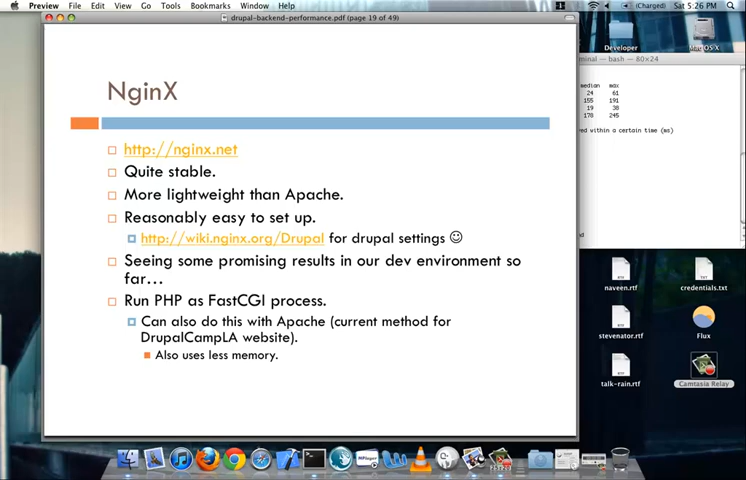 Preview File Edit View Go Tools Bookmarks Window Help
(Charged) Sat 5:26 PM
drupal-backend-performance.pdf (page 19 of 49)
NginX
http://nginx.net
Quite stable.
More lightweight than Apache.
Reasonably easy to set up.
http://wiki.nginx.org/Drupal for drupal settings ☺
Seeing some promising results in our dev environment so
far...
Run PHP as FastCGI process.
Can also do this with Apache (current method for
DrupalCampLA website).
Also uses less memory.
Developer
Mac OS X
minal — bash — 80×24
median max
24 61
155 191
19 38
178 245
ved within a certain time (ms)
nd
naveen.rtf
credentials.txt
stevenator.rtf
Flux
talk-rain.rtf
Camtasia Relay